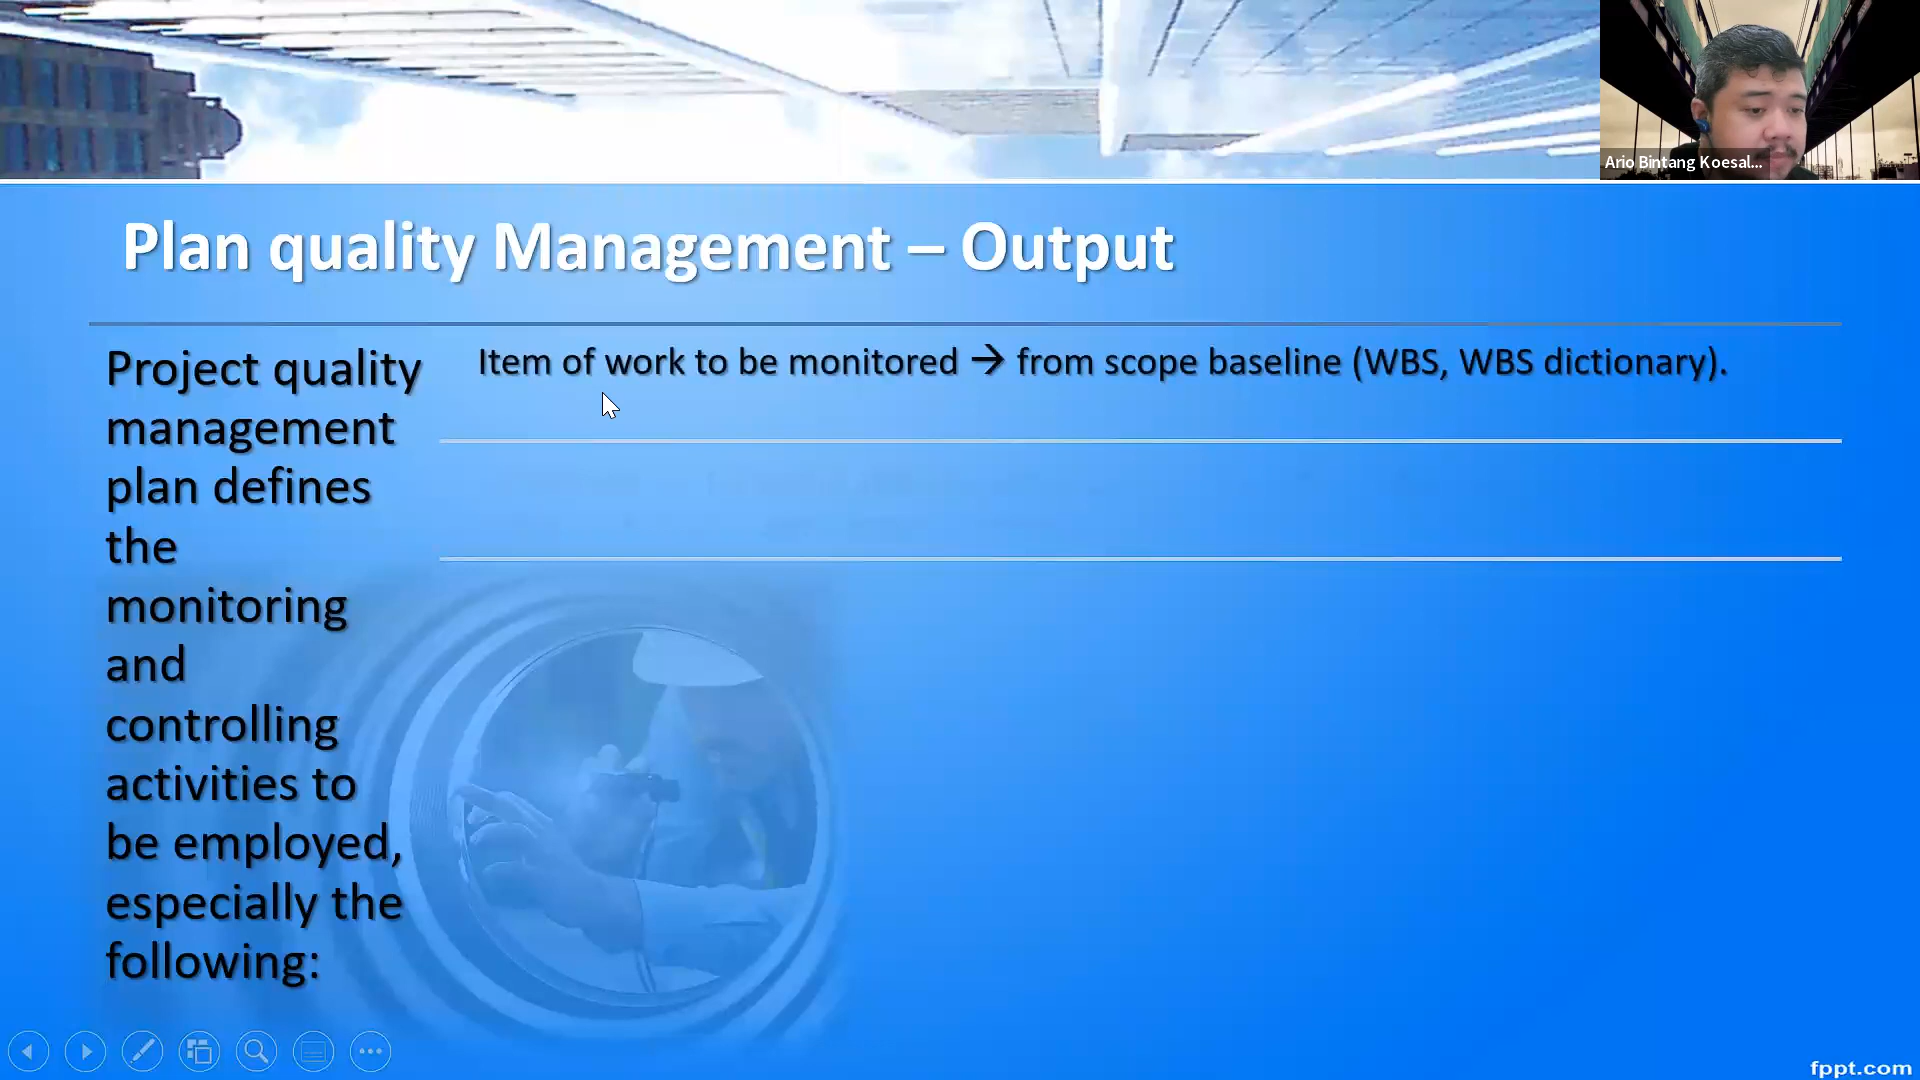 Ario Bintang Koesal...
Plan quality Management – Output
Project quality
management
plan defines
the
monitoring
and
controlling
activities to
be employed,
especially the
following:
Item of work to be monitored → from scope baseline (WBS, WBS dictionary).
fppt.com